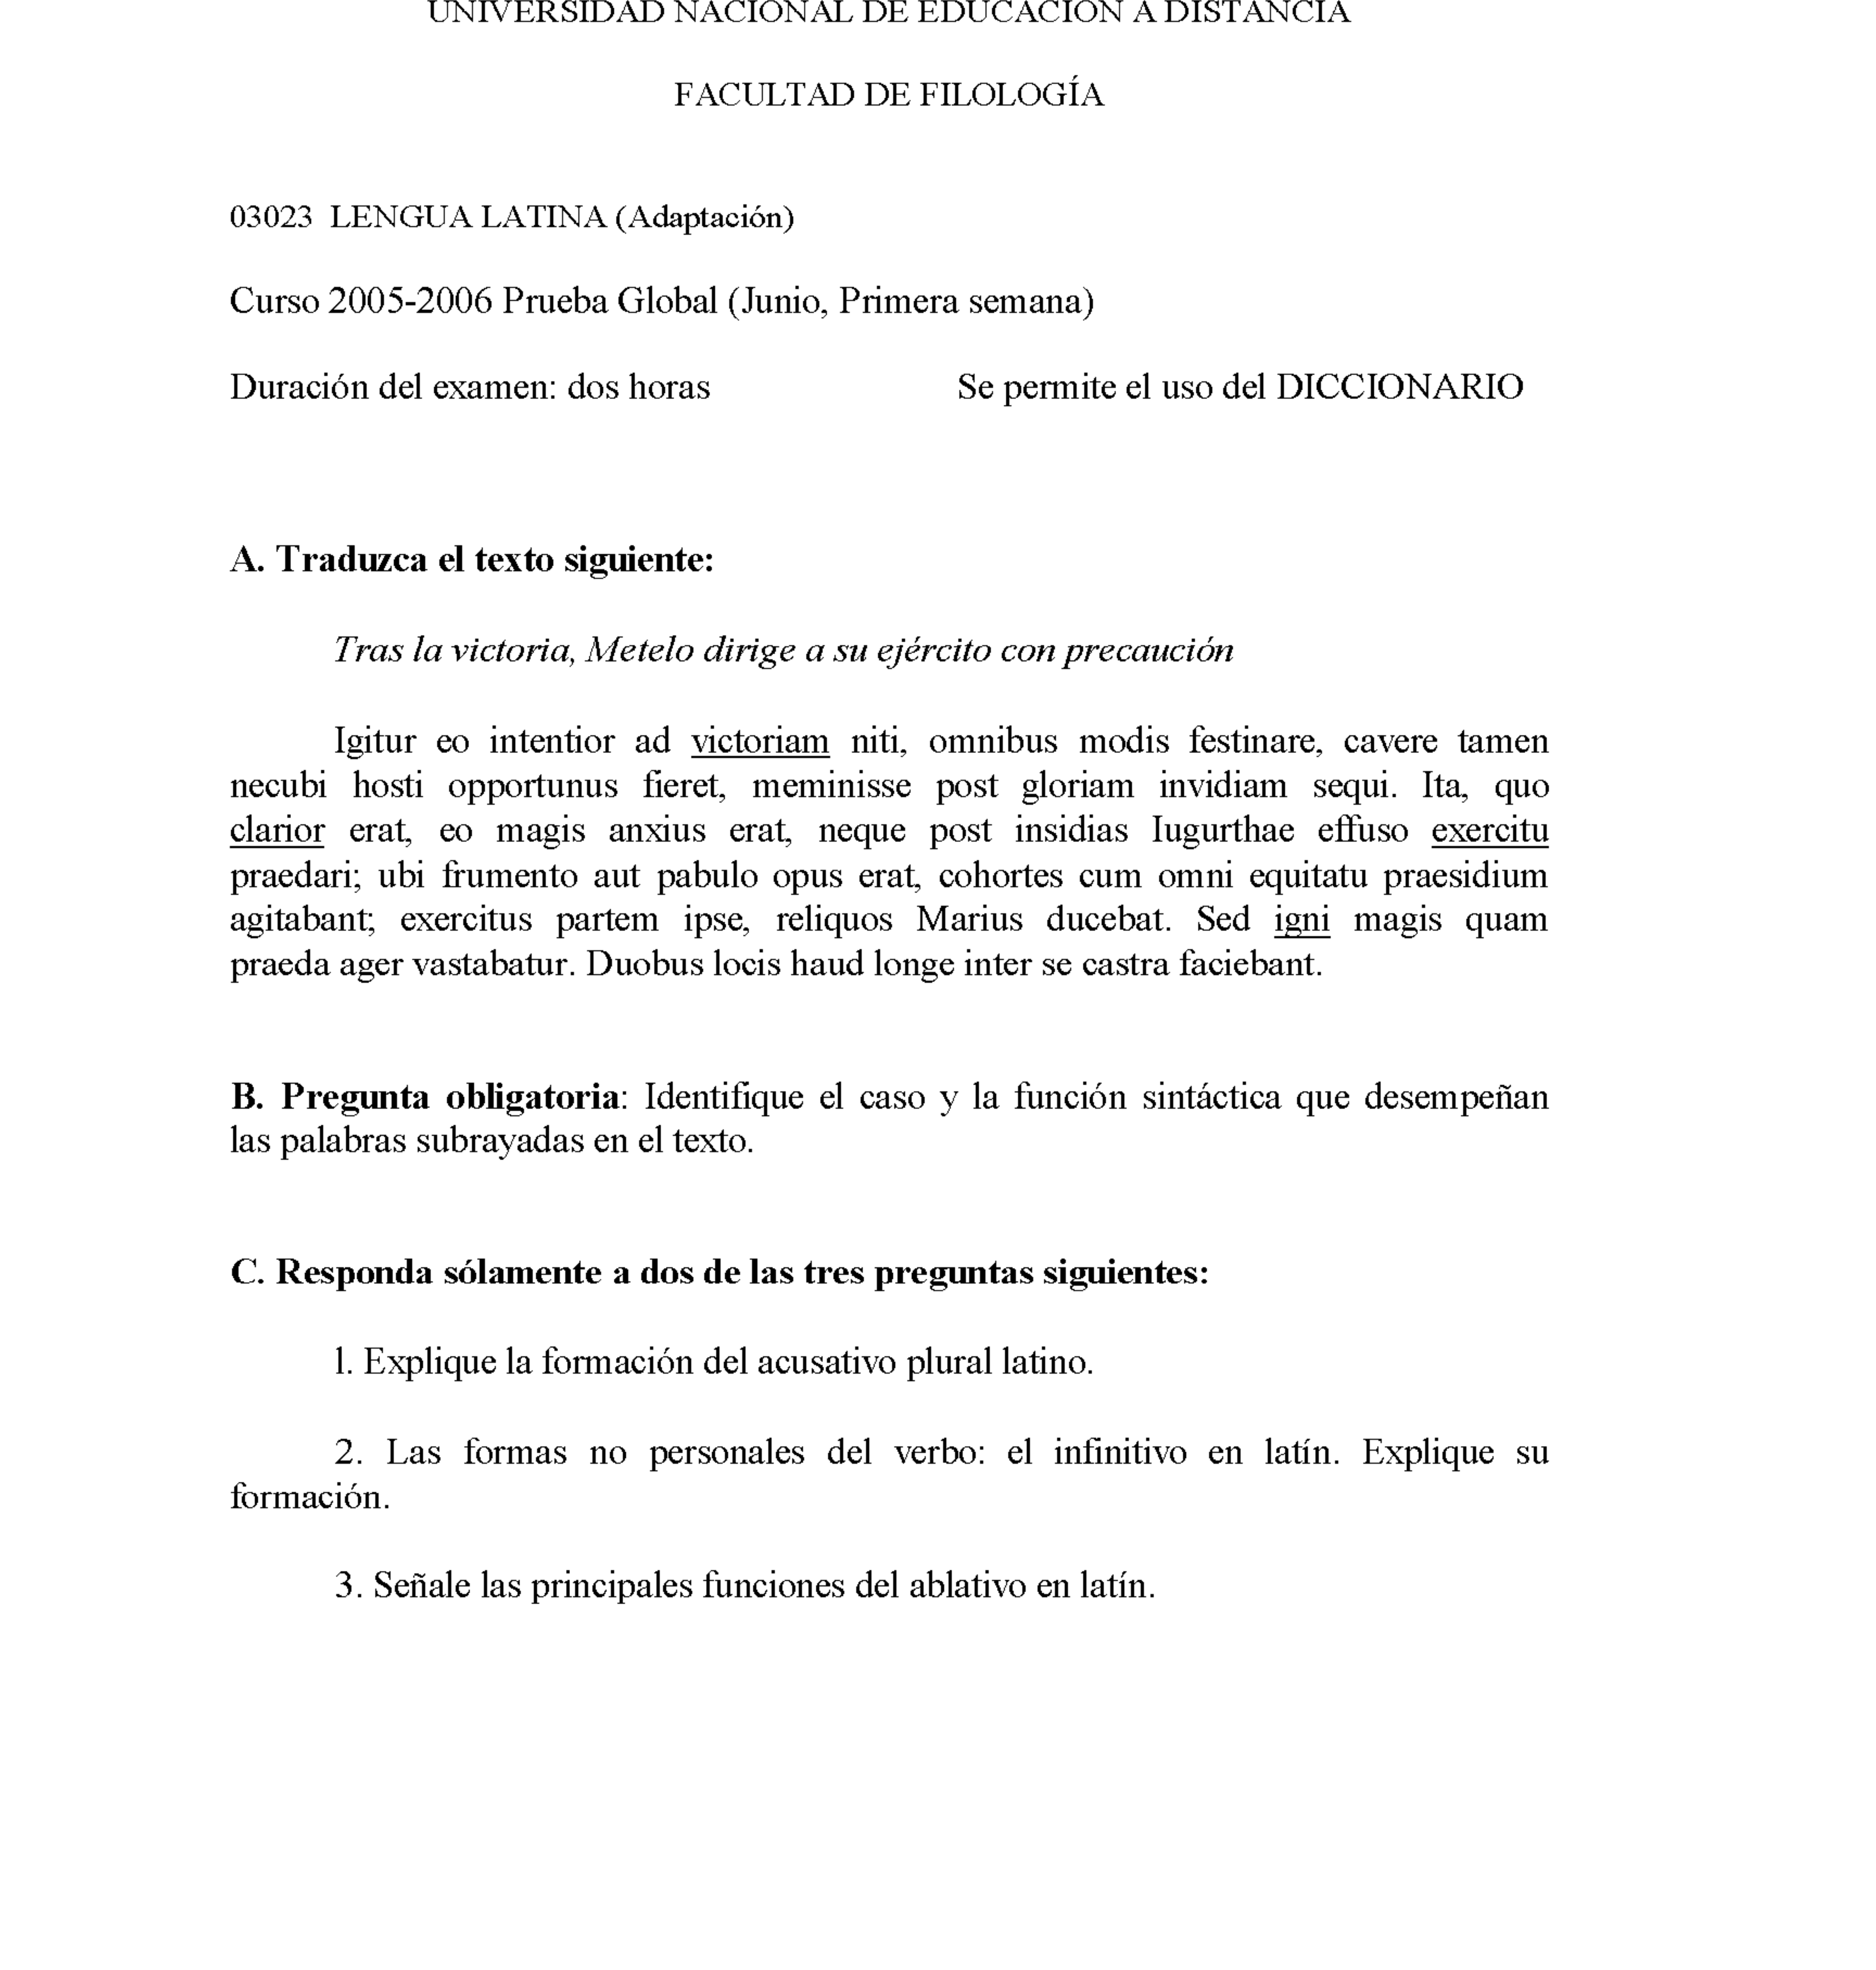 UNIVERSIDAD NACIONAL DE EDUCACIÓN A DISTANCIA
FACULTAD DE FILOLOGÍA
03023 LENGUA LATINA (Adaptación)
Curso 2005-2006 Prueba Global (Junio, Primera semana)
Duración del examen: dos horas Se permite el uso del DICCIONARIO
A. Traduzca el texto siguiente:
Tras la victoria, Metelo dirige a su ejército con precaución
Igitur eo intentior ad victoriam niti, omnibus modis festinare, cavere tamen
necubi hosti opportunus fieret, meminisse post gloriam invidiam sequi. Ita, quo
clarior erat, eo magis anxius erat, neque post insidias Iugurthae effuso exercitu
praedari; ubi frumento aut pabulo opus erat, cohortes cum omni equitatu praesidium
agitabant; exercitus partem ipse, reliquos Marius ducebat. Sed igni magis quam
praeda ager vastabatur. Duobus locis haud longe inter se castra faciebant.
B. Pregunta obligatoria: Identifique el caso y la función sintáctica que desempeñan
las palabras subrayadas en el texto.
C. Responda sólamente a dos de las tres preguntas siguientes:
l. Explique la formación del acusativo plural latino.
2. Las formas no personales del verbo: el infinitivo en latín. Explique su
formación.
3. Señale las principales funciones del ablativo en latín.